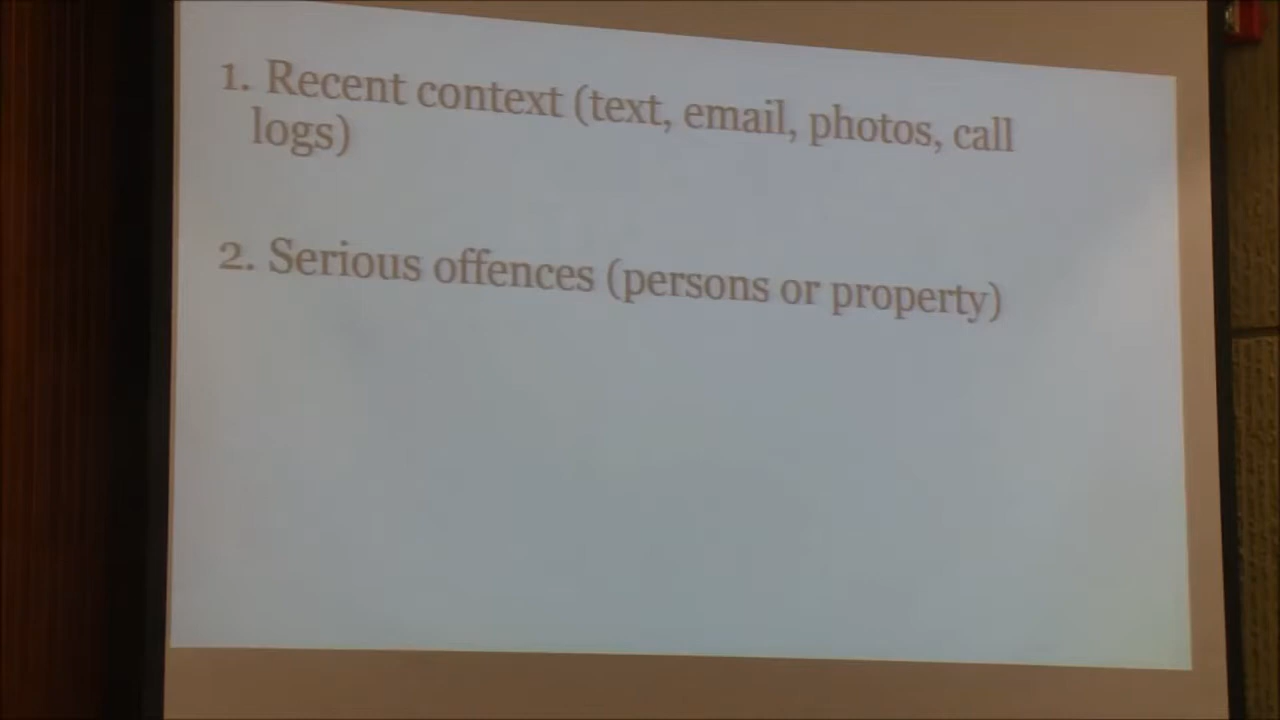 1. Recent context (text, email, photos, call
logs)
2. Serious offences (persons or property)